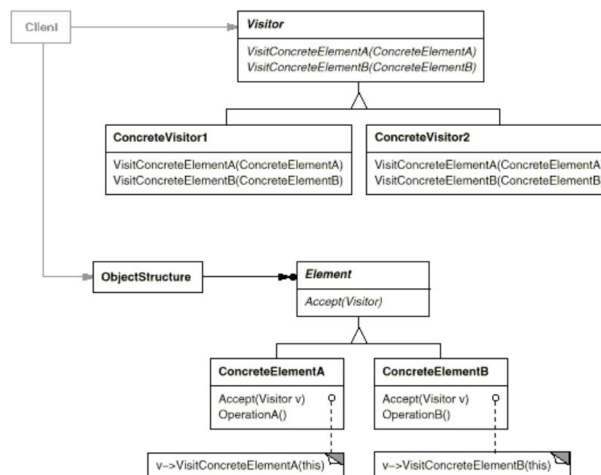 Client
Visitor
VisitConcreteElementA(ConcreteElementA)
VisitConcreteElementB(ConcreteElementB)
ConcreteVisitor1
VisitConcreteElementA(ConcreteElementA)
VisitConcreteElementB(ConcreteElementB)
ConcreteVisitor2
VisitConcreteElementA(ConcreteElementA
VisitConcreteElementB(ConcreteElementB
ObjectStructure
Element
Accept(Visitor)
ConcreteElementA
Accept(Visitor v)
OperationA()
ConcreteElementB
Accept(Visitor v)
OperationB()
v–>VisitConcreteElementA(this)
v–>VisitConcreteElementB(this)